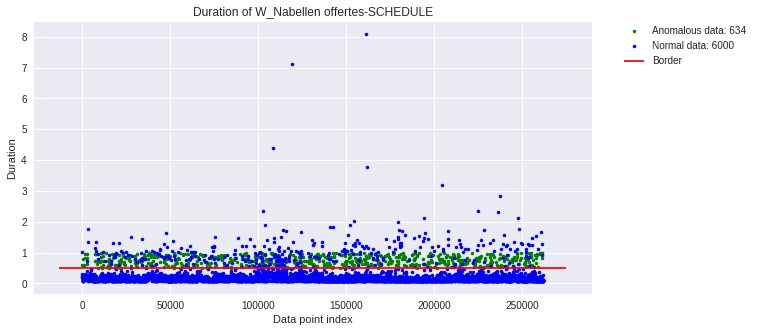 Duration of W_Nabellen offertes-SCHEDULE
Anomalous data: 634
Normal data: 6000
Border
Duration
8
7
6
5
4
3
2
1
0
0
50000
100000
150000
200000
250000
Data point index